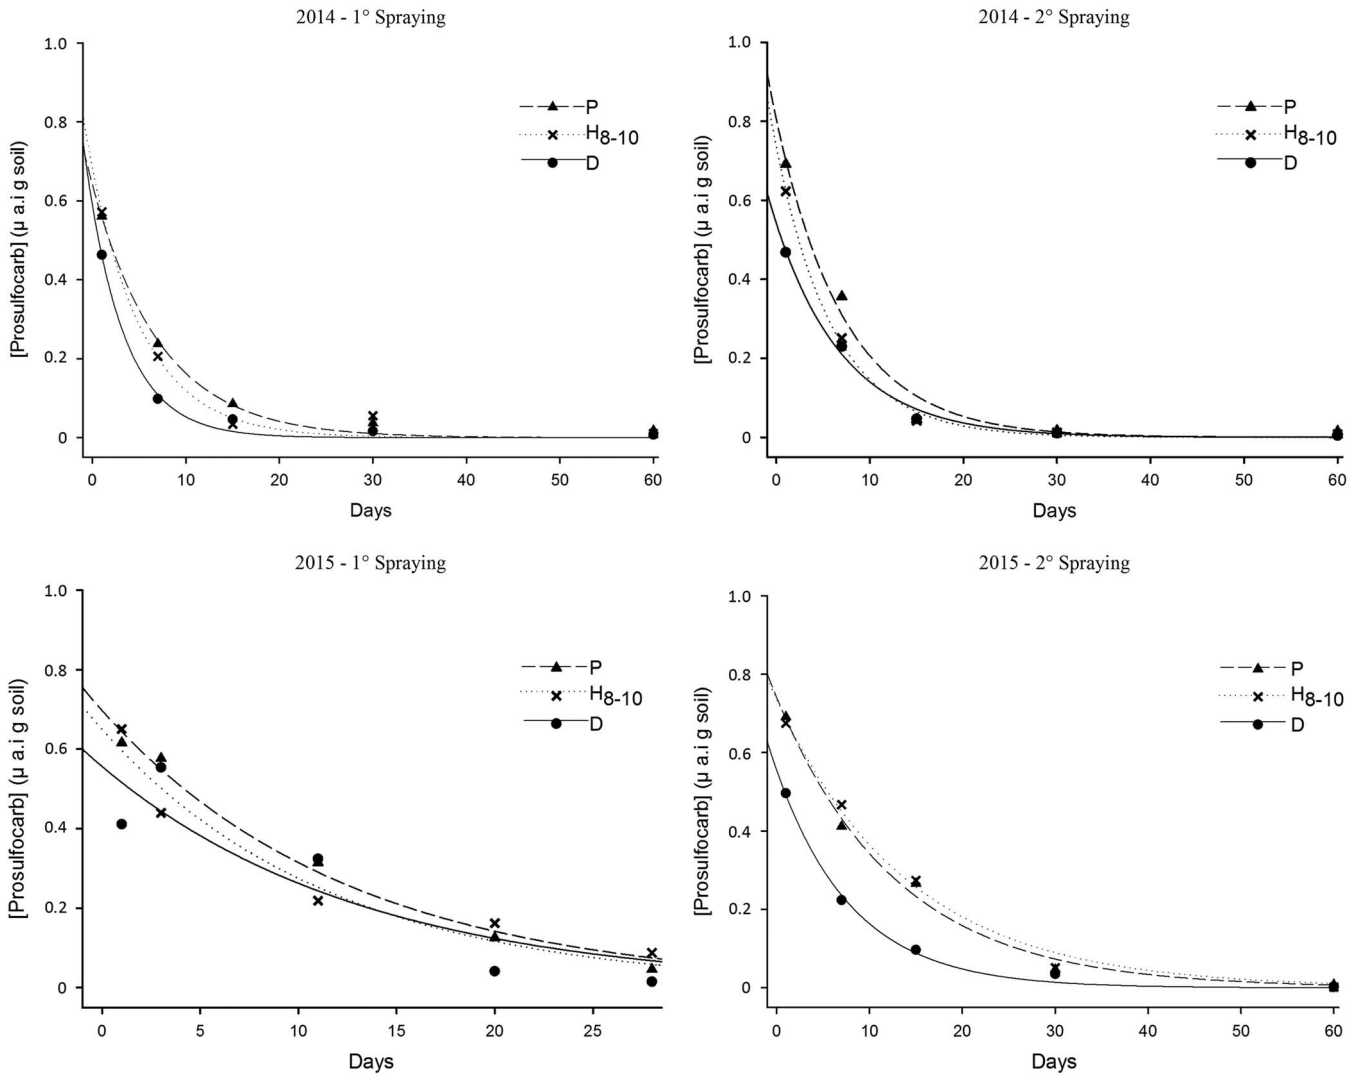 2014 - 1° Spraying
1.0
0.8
0.6
0.4
0.2
0
[Prosulfocarb] (µ a.i g soil)
P
H8-10
D
0 10 20 30 40 50 60
Days
2014 - 2° Spraying
1.0
0.8
0.6
0.4
0.2
0
[Prosulfocarb] (µ a.i g soil)
P
H8-10
D
0 10 20 30 40 50 60
Days
2015 - 1° Spraying
1.0
0.8
0.6
0.4
0.2
0
[Prosulfocarb] (µ a.i g soil)
P
H8-10
D
0 5 10 15 20 25
Days
2015 - 2° Spraying
1.0
0.8
0.6
0.4
0.2
0
[Prosulfocarb] (µ a.i g soil)
P
H8-10
D
0 10 20 30 40 50 60
Days